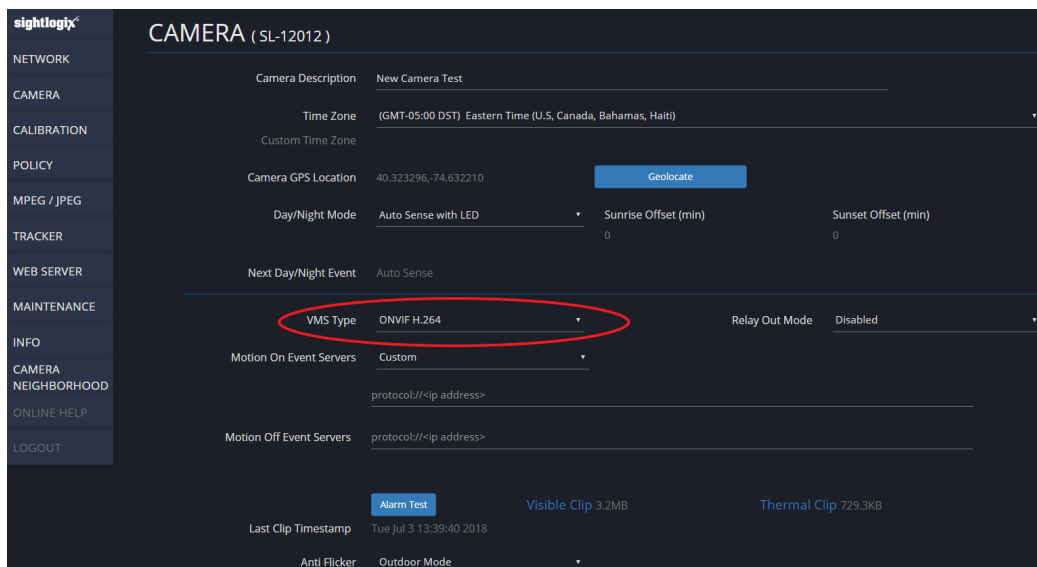 sightlogix
CAMERA ( SL-12012 )
NETWORK
CAMERA
CALIBRATION
POLICY
MPEG / JPEG
TRACKER
WEB SERVER
MAINTENANCE
INFO
CAMERA
NEIGHBORHOOD
ONLINE HELP
LOGOUT
Camera Description New Camera Test
Time Zone (GMT-05:00 DST) Eastern Time (U.S, Canada, Bahamas, Haiti)
Custom Time Zone
Camera GPS Location 40.323296,-74.632210 Geolocate
Day/Night Mode Auto Sense with LED Sunrise Offset (min) Sunset Offset (min)
0 0
Next Day/Night Event Auto Sense
VMS Type ONVIF H.264 Relay Out Mode Disabled
Motion On Event Servers Custom
protocol://<ip address>
Motion Off Event Servers protocol://<ip address>
Alarm Test Visible Clip 3.2MB Thermal Clip 729.3KB
Last Clip Timestamp Tue Jul 3 13:39:40 2018
Anti Flicker Outdoor Mode